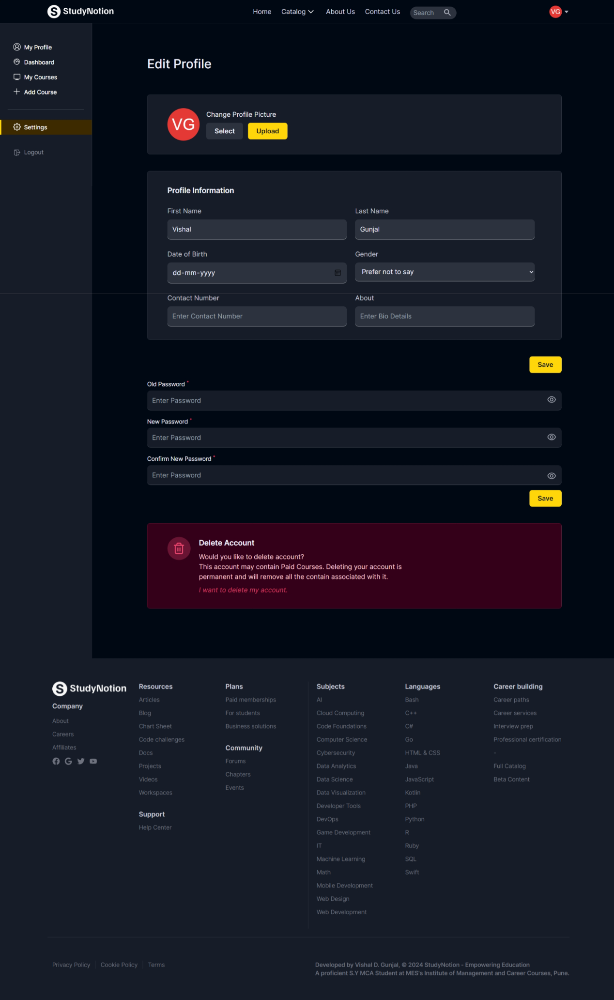 StudyNotion
Home
Catalog
About Us
Contact Us
Search
VG
My Profile
Dashboard
My Courses
Add Course
Settings
Logout
Edit Profile
VG
Change Profile Picture
Select
Upload
Profile Information
First Name
Last Name
Vishal
Gunjal
Date of Birth
Gender
dd-mm-yyyy
Prefer not to say
Contact Number
About
Enter Contact Number
Enter Bio Details
Save
Old Password *
Enter Password
New Password *
Enter Password
Confirm New Password *
Enter Password
Save
Delete Account
Would you like to delete account?
This account may contain Paid Courses. Deleting your account is
permanent and will remove all the contain associated with it.
I want to delete my account.
StudyNotion
Company
About
Careers
Affiliates
Resources
Articles
Blog
Chart Sheet
Code challenges
Docs
Projects
Videos
Workspaces
Support
Help Center
Plans
Paid memberships
For students
Business solutions
Community
Forums
Chapters
Events
Subjects
AI
Cloud Computing
Code Foundations
Computer Science
Cybersecurity
Data Analytics
Data Science
Data Visualization
Developer Tools
DevOps
Game Development
IT
Machine Learning
Math
Mobile Development
Web Design
Web Development
Languages
Bash
C++
C#
Go
HTML & CSS
Java
JavaScript
Kotlin
PHP
Python
R
Ruby
SQL
Swift
Career building
Career paths
Career services
Interview prep
Professional certification
-
Full Catalog
Beta Content
Privacy Policy
Cookie Policy
Terms
Developed by Vishal D. Gunjal, © 2024 StudyNotion - Empowering Education
A proficient S.Y MCA Student at MES's Institute of Management and Career Courses, Pune.